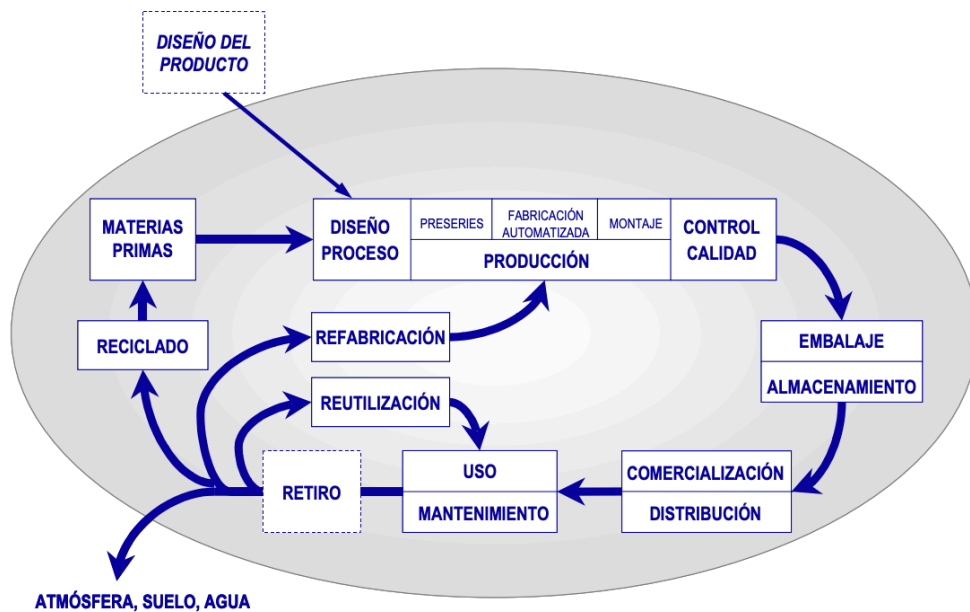 DISEÑO DEL
PRODUCTO
MATERIAS
PRIMAS
DISEÑO
PROCESO
PRESERIES
FABRICACIÓN
AUTOMATIZADA
MONTAJE
PRODUCCIÓN
CONTROL
CALIDAD
RECICLADO
REFABRICACIÓN
EMBALAJE
ALMACENAMIENTO
REUTILIZACIÓN
RETIRO
USO
MANTENIMIENTO
COMERCIALIZACIÓN
DISTRIBUCIÓN
ATMÓSFERA, SUELO, AGUA